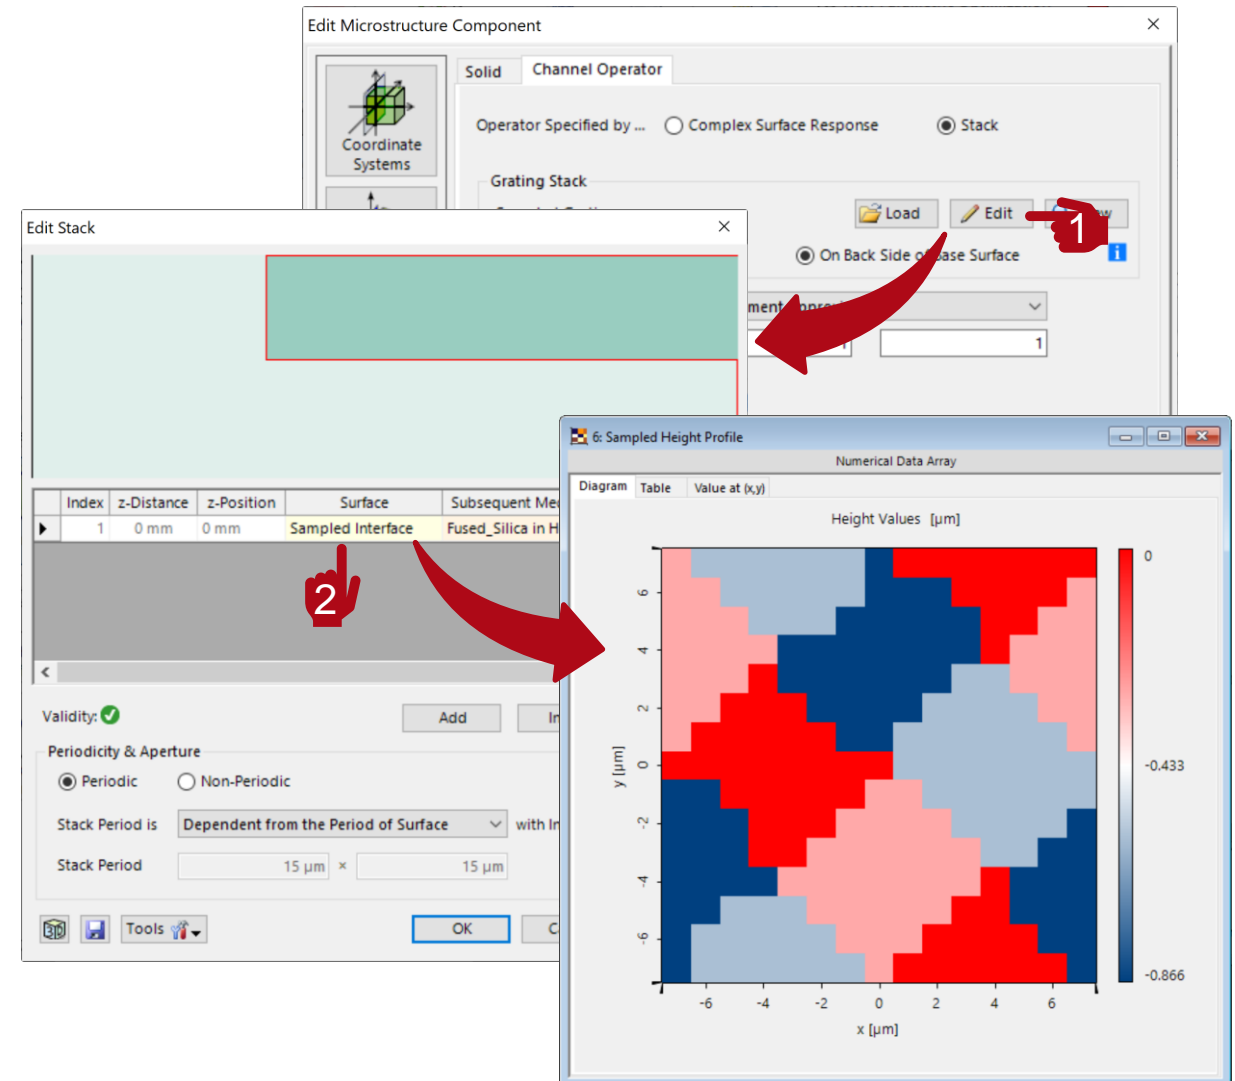 Edit Microstructure Component
Coordinate
Systems
Solid
Channel Operator
Operator Specified by ...
Complex Surface Response
Stack
Grating Stack
Load
Edit
1
On Back Side of Base Surface
1
Edit Stack
Index
z-Distance
z-Position
Surface
Subsequent
1
0 mm
0 mm
Sampled Interface
Fused_Silica in
2
Validity:
Add
Periodicity & Aperture
Periodic
Non-Periodic
Stack Period is
Dependent from the Period of Surface
with
Stack Period
15 µm
×
15 µm
3D
Tools
OK
6: Sampled Height Profile
Numerical Data Array
Diagram
Table
Value at (x,y)
Height Values [µm]
0
-0.433
-0.866
6
4
2
0
-2
-4
-6
y [µm]
-6
-4
-2
0
2
4
6
x [µm]